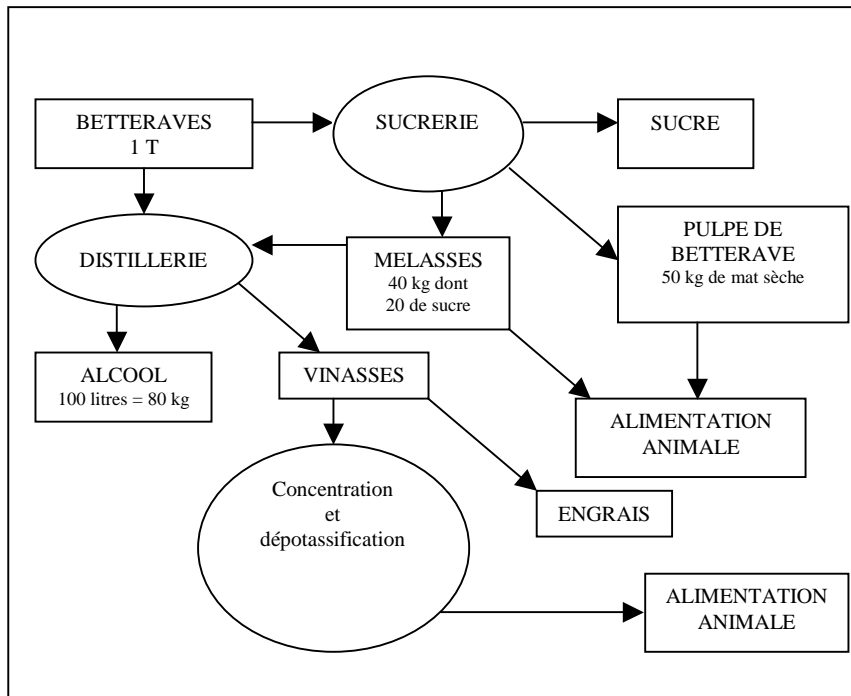 BETTERAVES
1 T
SUCRERIE
SUCRE
DISTILLERIE
MELASSES
40 kg dont
20 de sucre
PULPE DE
BETTERAVE
50 kg de mat sèche
ALCOOL
100 litres = 80 kg
VINASSES
ALIMENTATION
ANIMALE
Concentration
et
dépotassification
ENGRAIS
ALIMENTATION
ANIMALE